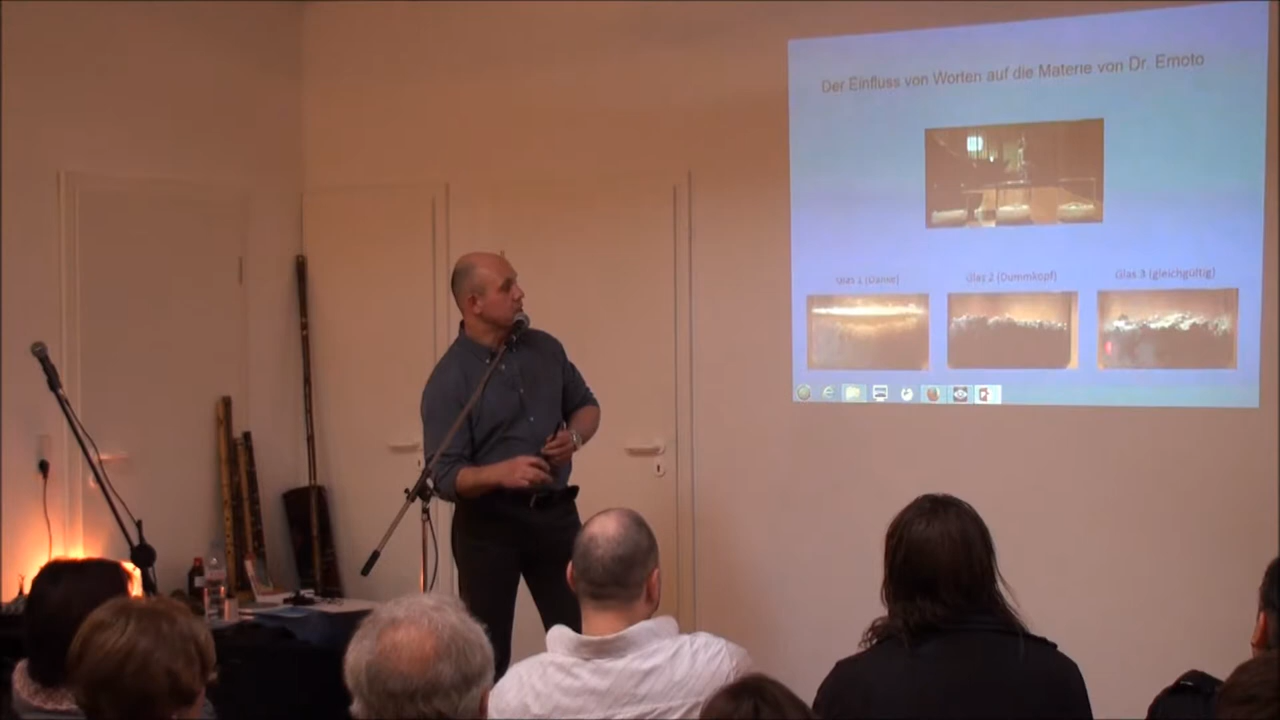 Der Einfluss von Worten auf die Materie von Dr. Emoto
Glas 1 (Danke)
Glas 2 (Dummkopf)
Glas 3 (gleichgültig)